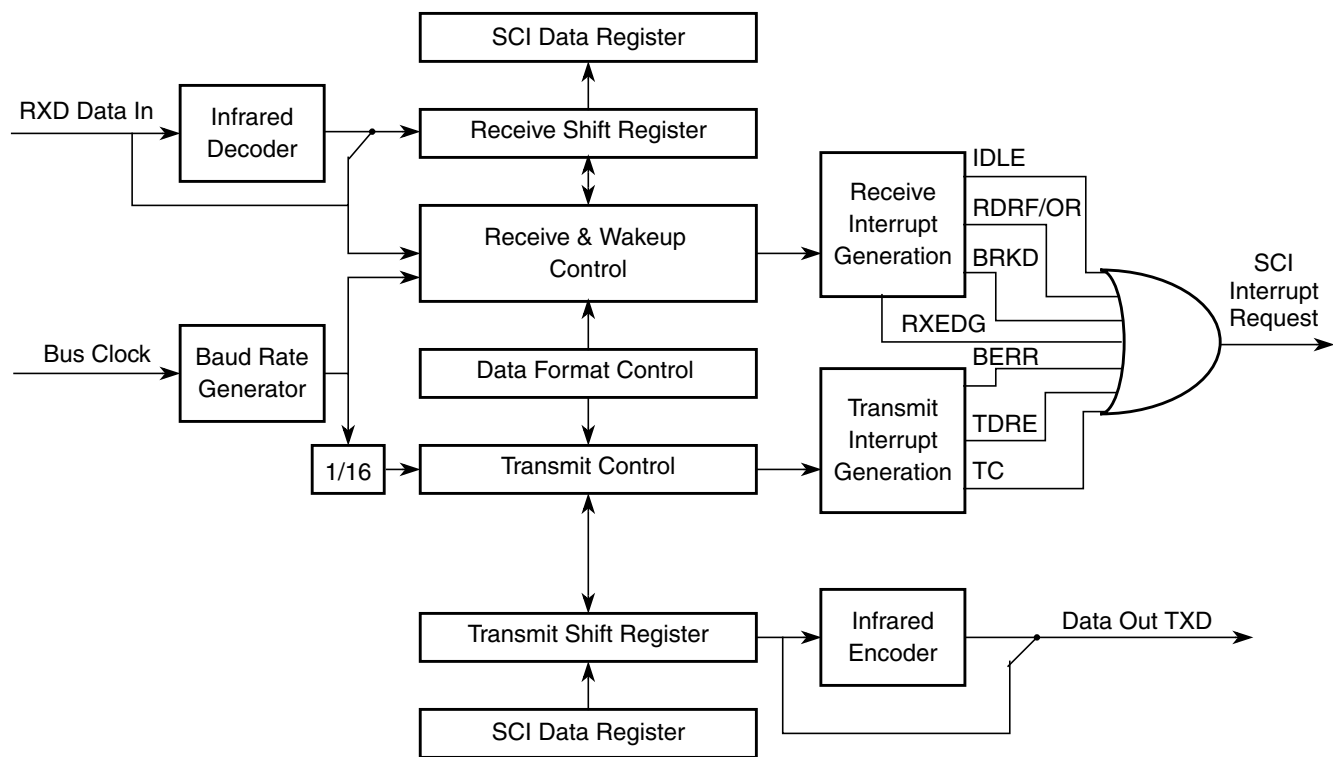 SCI Data Register
RXD Data In
Infrared
Decoder
Receive Shift Register
Receive & Wakeup
Control
Receive
Interrupt
Generation
IDLE
RDRF/OR
BRKD
RXEDG
SCI
Interrupt
Request
Bus Clock
Baud Rate
Generator
Data Format Control
BERR
Transmit
Interrupt
Generation
TDRE
TC
1/16
Transmit Control
Transmit Shift Register
Infrared
Encoder
Data Out TXD
SCI Data Register